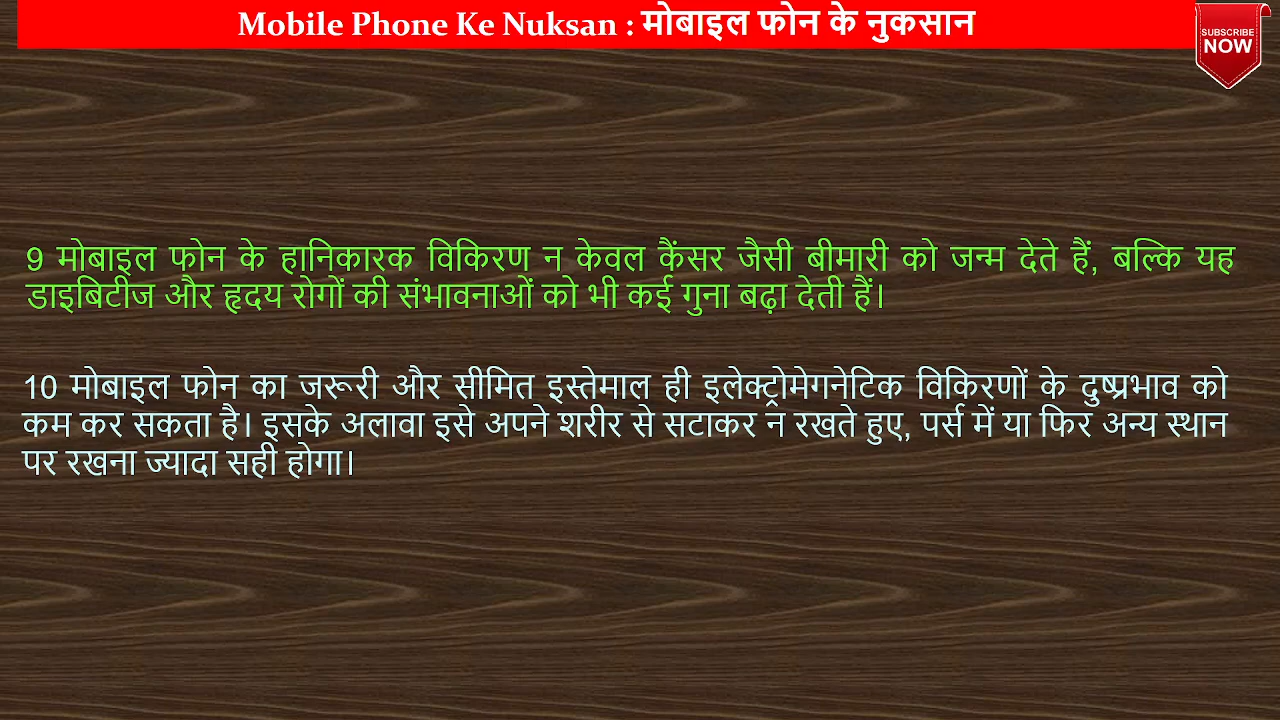 Mobile Phone Ke Nuksan : मोबाइल फोन के नुकसान
SUBSCRIBE
NOW
9 मोबाइल फोन के हानिकारक विकिरण न केवल कैंसर जैसी बीमारी को जन्म देते हैं, बल्कि यह
डाइबिटीज और हृदय रोगों की संभावनाओं को भी कई गुना बढ़ा देती हैं।
10 मोबाइल फोन का जरूरी और सीमित इस्तेमाल ही इलेक्ट्रोमेगनेटिक विकिरणों के दुष्प्रभाव को
कम कर सकता है। इसके अलावा इसे अपने शरीर से सटाकर न रखते हुए, पर्स में या फिर अन्य स्थान
पर रखना ज्यादा सही होगा।